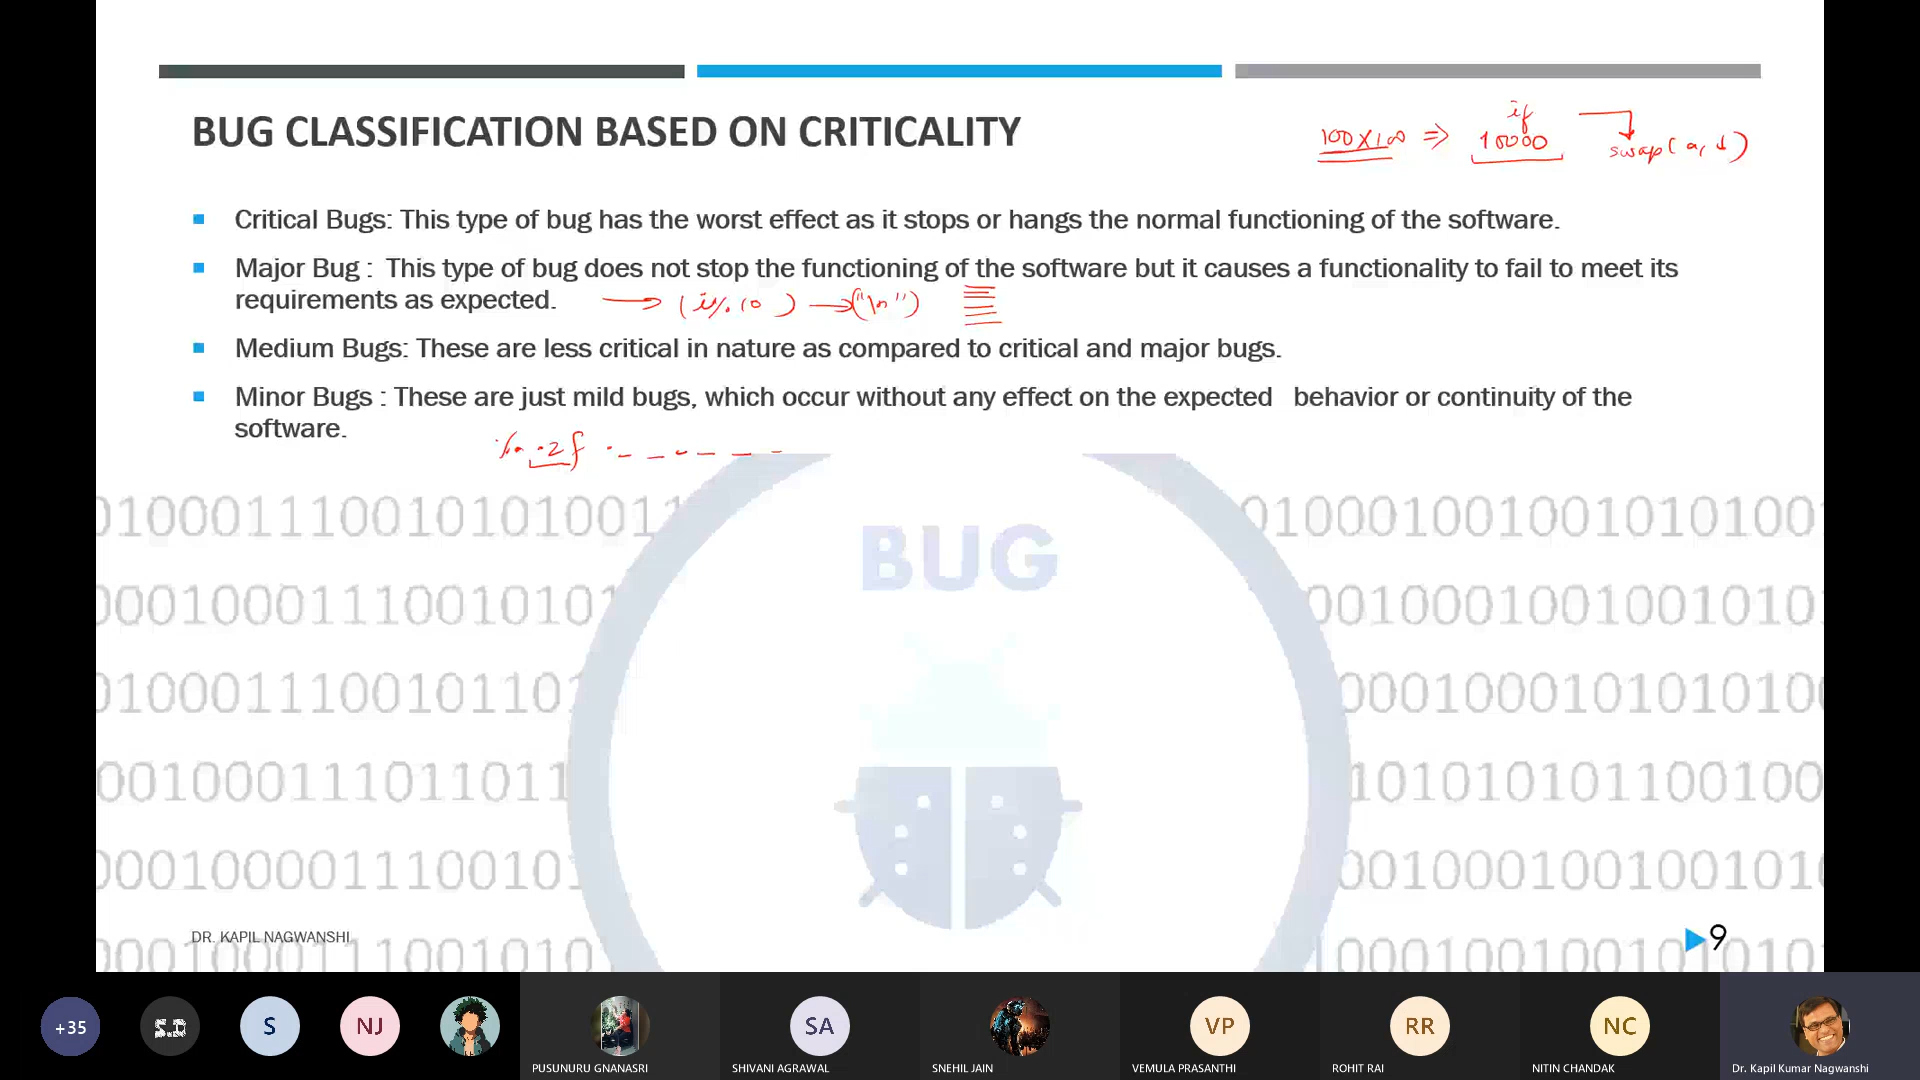 BUG CLASSIFICATION BASED ON CRITICALITY
if
100X100 ⇒ 10000
swap(a, b)
Critical Bugs: This type of bug has the worst effect as it stops or hangs the normal functioning of the software.
Major Bug : This type of bug does not stop the functioning of the software but it causes a functionality to fail to meet its
requirements as expected. → (i%10 ) → ("\n")
Medium Bugs: These are less critical in nature as compared to critical and major bugs.
Minor Bugs : These are just mild bugs, which occur without any effect on the expected behavior or continuity of the
software.
.2f
BUG
DR. KAPIL NAGWANSHI
9
+35
S.D
S
NJ
SA
VP
RR
NC
PUSUNURU GNANASRI
SHIVANI AGRAWAL
SNEHIL JAIN
VEMULA PRASANTHI
ROHIT RAI
NITIN CHANDAK
Dr. Kapil Kumar Nagwanshi